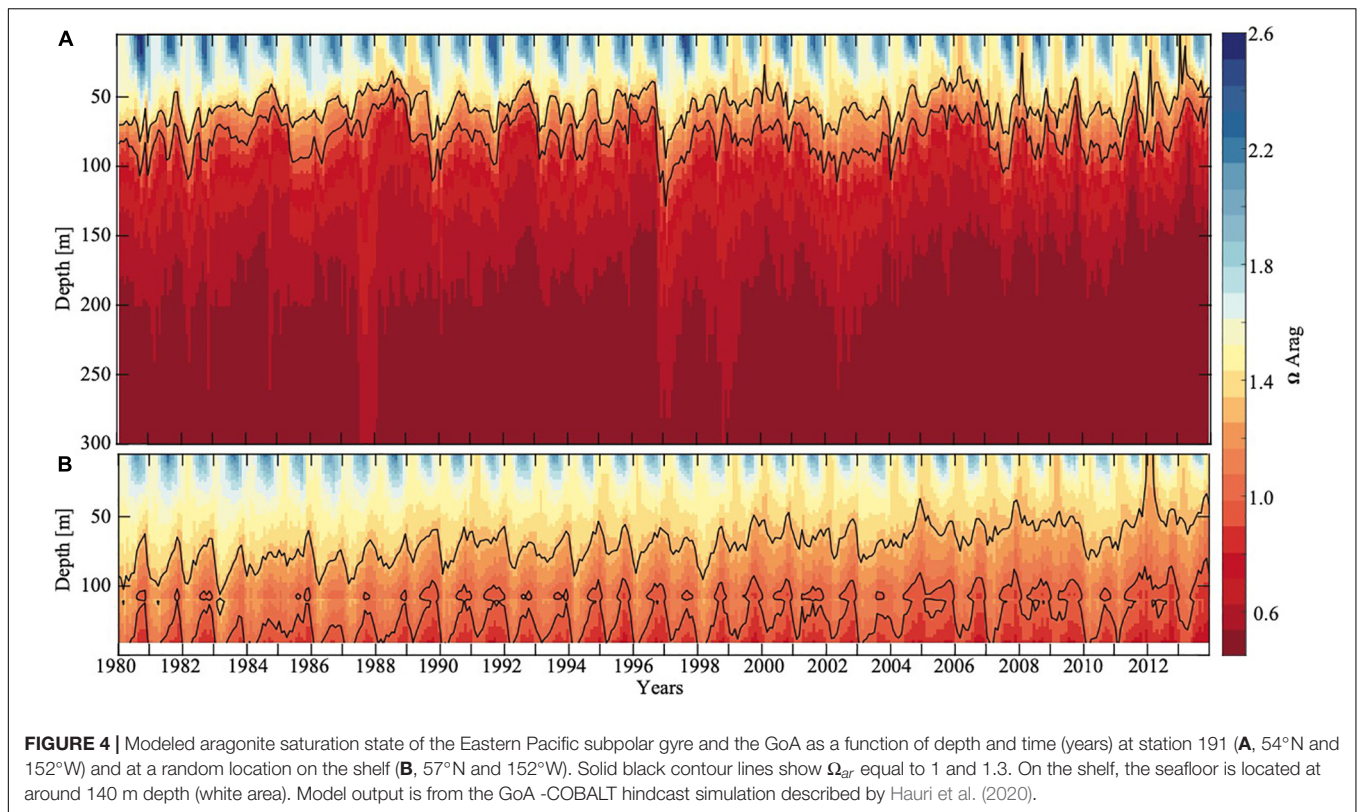 A
2.6
50
100
150
200
250
300
Depth [m]
2.2
1.8
1.4
1.0
0.6
Ω Arag
B
50
100
Depth [m]
1980 1982 1984 1986 1988 1990 1992 1994 1996 1998 2000 2002 2004 2006 2008 2010 2012
Years
FIGURE 4 | Modeled aragonite saturation state of the Eastern Pacific subpolar gyre and the GoA as a function of depth and time (years) at station 191 (A, 54°N and
152°W) and at a random location on the shelf (B, 57°N and 152°W). Solid black contour lines show Ωar equal to 1 and 1.3. On the shelf, the seafloor is located at
around 140 m depth (white area). Model output is from the GoA -COBALT hindcast simulation described by Hauri et al. (2020).